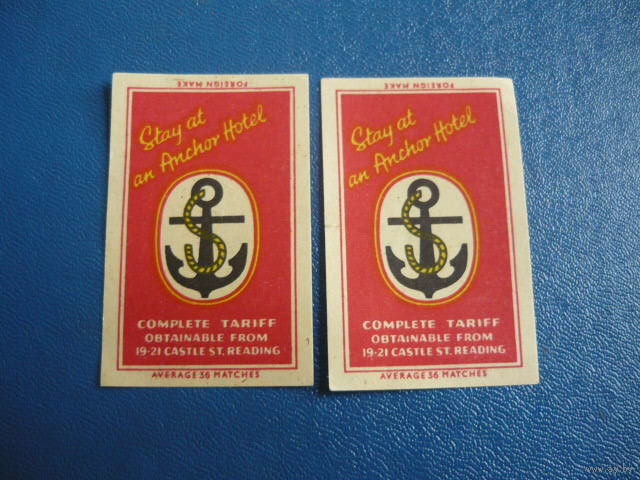 FOREIGN MAKE
Stay at
an Anchor Hotel
COMPLETE TARIFF
OBTAINABLE FROM
19-21 CASTLE ST. READING
AVERAGE 36 MATCHES
FOREIGN MAKE
Stay at
an Anchor Hotel
COMPLETE TARIFF
OBTAINABLE FROM
19-21 CASTLE ST. READING
AVERAGE 36 MATCHES